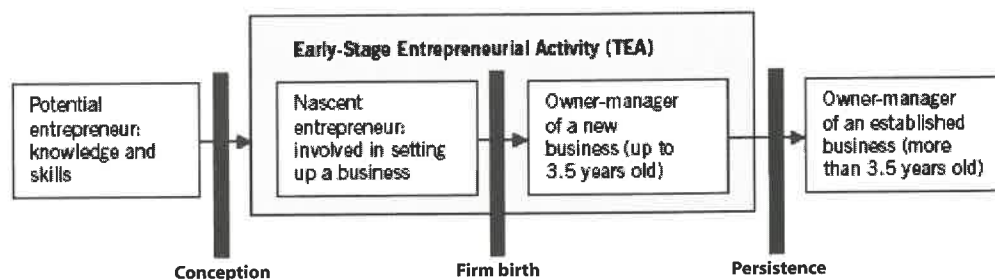 Early-Stage Entrepreneurial Activity (TEA)
Potential
entrepreneur:
knowledge and
skills
Nascent
entrepreneur:
involved in setting
up a business
Owner-manager
of a new
business (up to
3.5 years old)
Owner-manager
of an established
business (more
than 3.5 years old)
Conception
Firm birth
Persistence